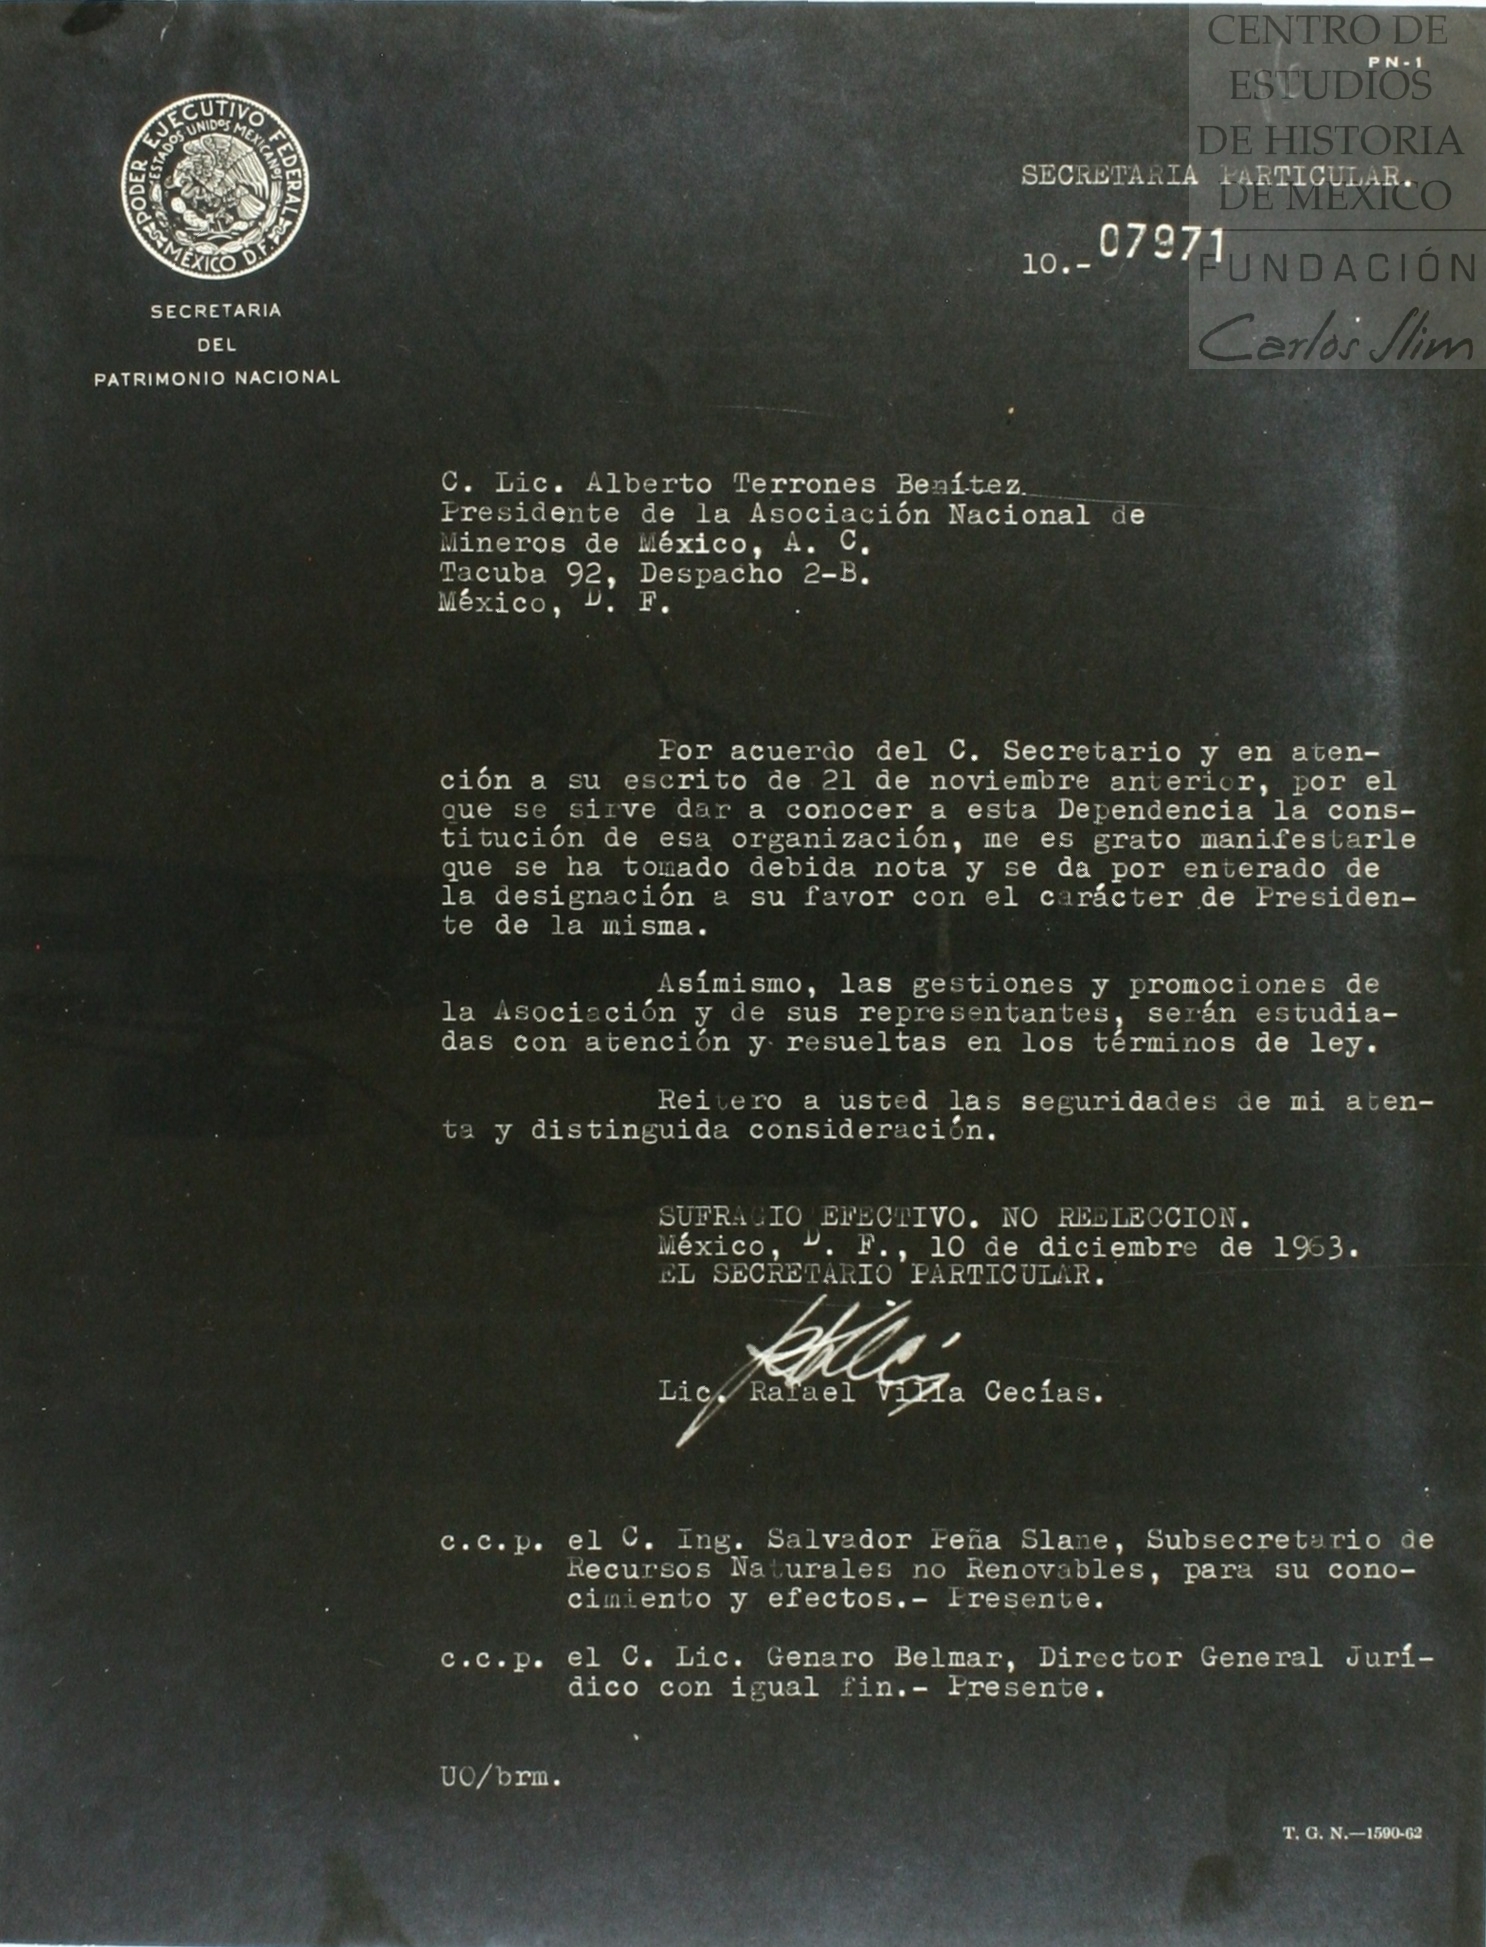 CENTRO DE
ESTUDIOS
DE HISTORIA
DE MÉXICO
FUNDACIÓN
Carlos Slim
PN-1
PODER EJECUTIVO FEDERAL
ESTADOS UNIDOS MEXICANOS
MÉXICO D.F.
SECRETARIA
DEL
PATRIMONIO NACIONAL
SECRETARIA PARTICULAR.
10.- 07971
C. Lic. Alberto Terrones Benítez
Presidente de la Asociación Nacional de
Mineros de México, A. C.
Tacuba 92, Despacho 2-B.
México, D. F.
Por acuerdo del C. Secretario y en aten-
ción a su escrito de 21 de noviembre anterior, por el
que se sirve dar a conocer a esta Dependencia la cons-
titución de esa organización, me es grato manifestarle
que se ha tomado debida nota y se da por enterado de
la designación a su favor con el carácter de Presiden-
te de la misma.
Asímismo, las gestiones y promociones de
la Asociación y de sus representantes, serán estudia-
das con atención y resueltas en los términos de ley.
Reitero a usted las seguridades de mi aten-
ta y distinguida consideración.
SUFRAGIO EFECTIVO. NO REELECCION.
México, D. F., 10 de diciembre de 1963.
EL SECRETARIO PARTICULAR.
Lic. Rafael Villa Cecías.
c.c.p. el C. Ing. Salvador Peña Slane, Subsecretario de
Recursos Naturales no Renovables, para su cono-
cimiento y efectos.- Presente.
c.c.p. el C. Lic. Genaro Belmar, Director General Jurí-
dico con igual fin.- Presente.
UO/brm.
T. G. N.—1590-62